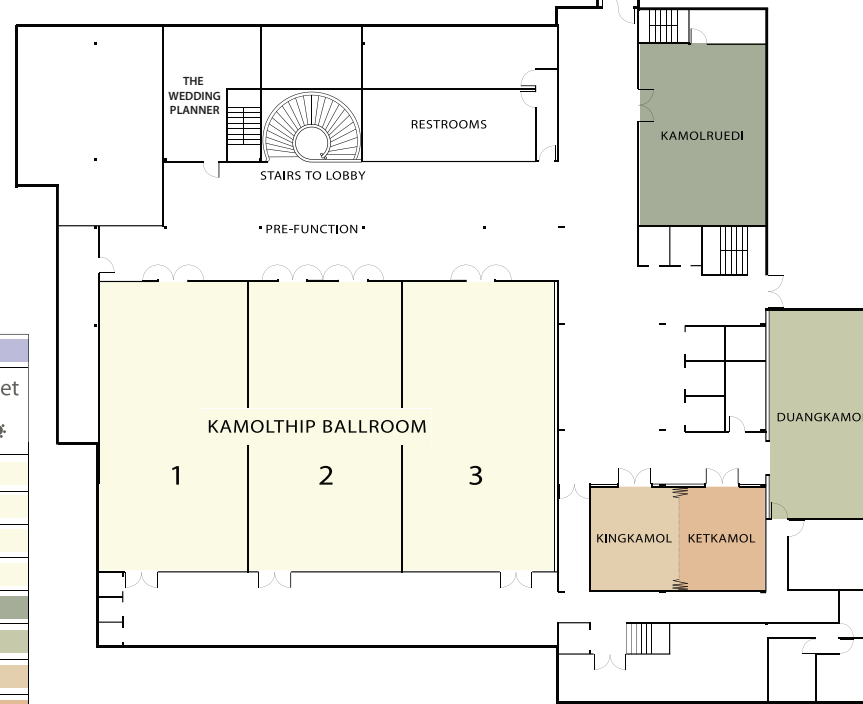 THE
WEDDING
PLANNER
RESTROOMS
KAMOLRUEDI
STAIRS TO LOBBY
PRE-FUNCTION
et
DUANGKAMO
KAMOLTHIP BALLROOM
1 2 3
KINGKAMOL KETKAMOL